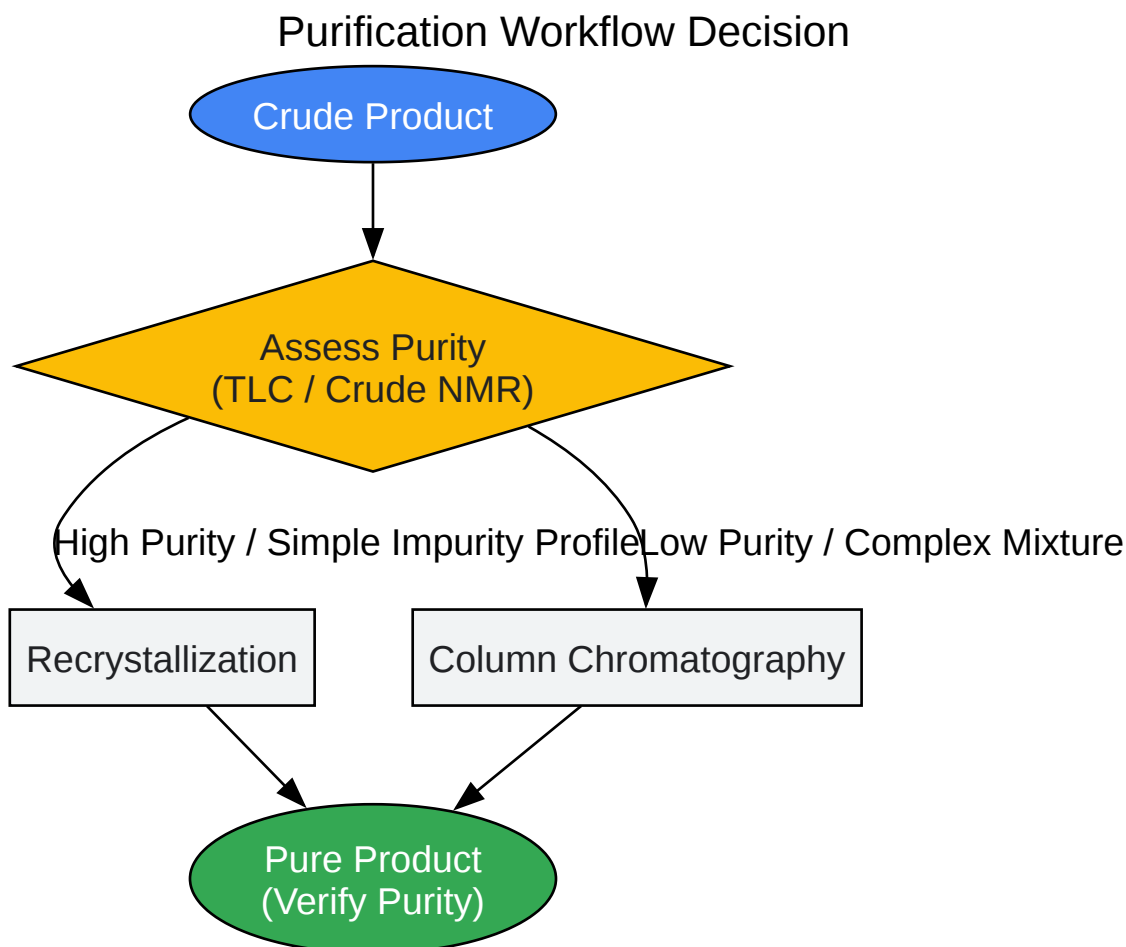 Purification Workflow Decision
Crude Product
Assess Purity
(TLC / Crude NMR)
High Purity / Simple Impurity Profile
Low Purity / Complex Mixture
Recrystallization
Column Chromatography
Pure Product
(Verify Purity)